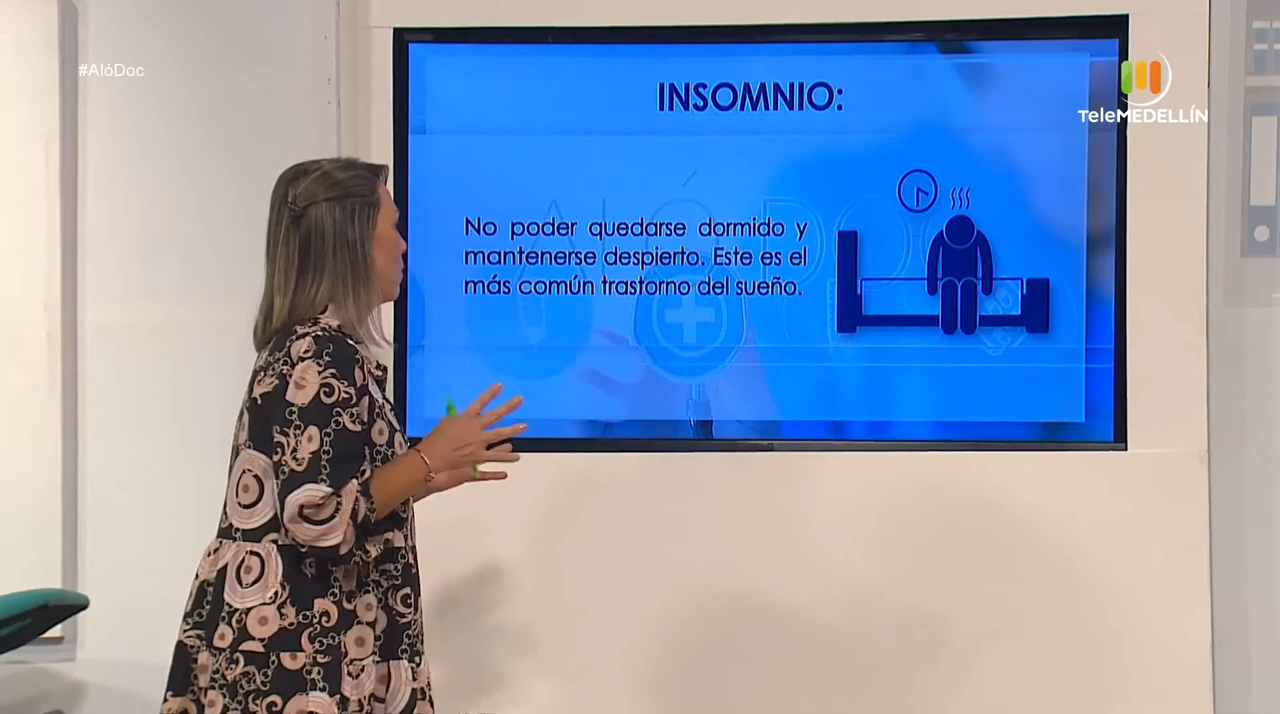 #AlóDoc
INSOMNIO:
TeleMEDELLÍN
No poder quedarse dormido y
mantenerse despierto. Este es el
más común trastorno del sueño.